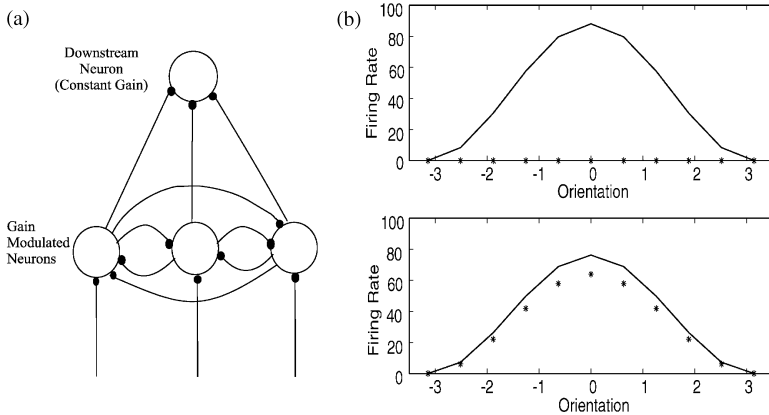 (a)
Downstream
Neuron
(Constant Gain)
Gain
Modulated
Neurons
(b)
100
80
60
40
20
0
Firing Rate
-3 -2 -1 0 1 2 3
Orientation
100
80
60
40
20
0
Firing Rate
-3 -2 -1 0 1 2 3
Orientation